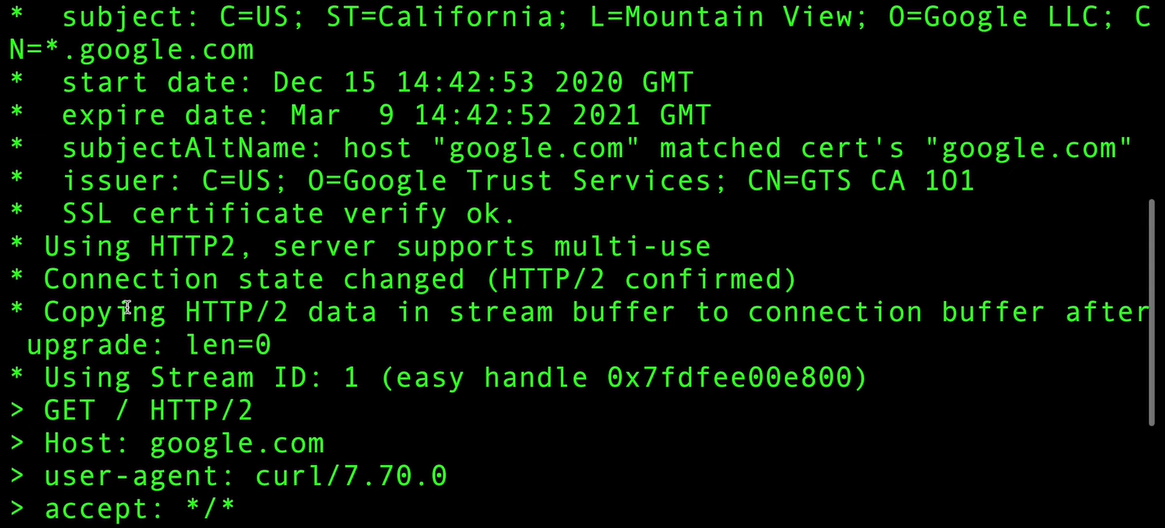 *  subject: C=US; ST=California; L=Mountain View; O=Google LLC; C
N=*.google.com
*  start date: Dec 15 14:42:53 2020 GMT
*  expire date: Mar  9 14:42:52 2021 GMT
*  subjectAltName: host "google.com" matched cert's "google.com"
*  issuer: C=US; O=Google Trust Services; CN=GTS CA 1O1
*  SSL certificate verify ok.
* Using HTTP2, server supports multi-use
* Connection state changed (HTTP/2 confirmed)
* Copying HTTP/2 data in stream buffer to connection buffer after
 upgrade: len=0
* Using Stream ID: 1 (easy handle 0x7fdfee00e800)
> GET / HTTP/2
> Host: google.com
> user-agent: curl/7.70.0
> accept: */*